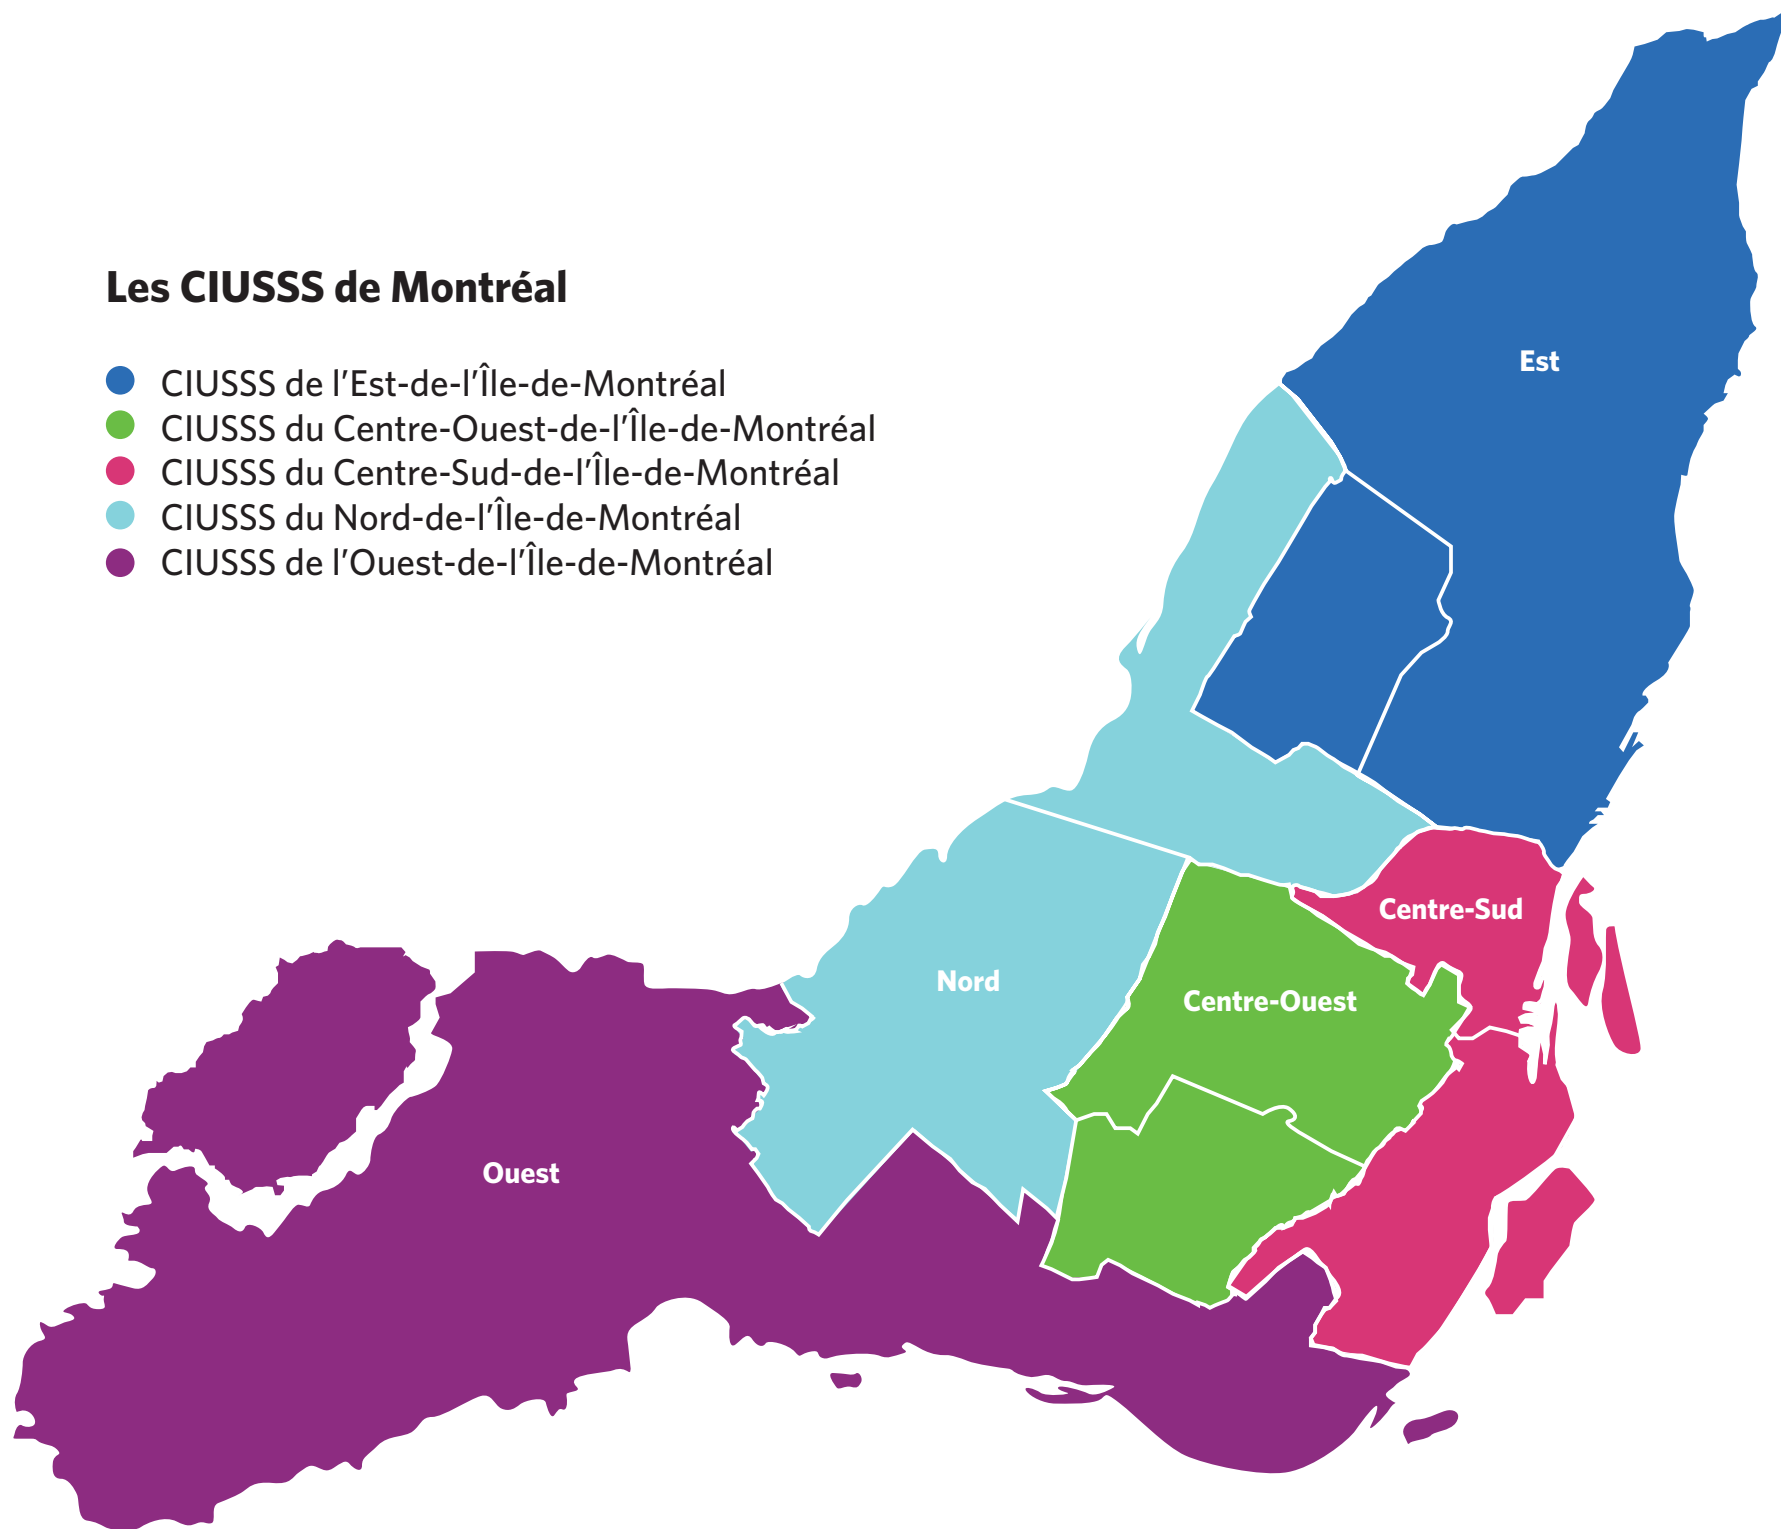 Les CIUSSS de Montréal
CIUSSS de l'Est-de-l'Île-de-Montréal
CIUSSS du Centre-Ouest-de-l'Île-de-Montréal
CIUSSS du Centre-Sud-de-l'Île-de-Montréal
CIUSSS du Nord-de-l'Île-de-Montréal
CIUSSS de l'Ouest-de-l'Île-de-Montréal
Est
Centre-Sud
Nord
Centre-Ouest
Ouest